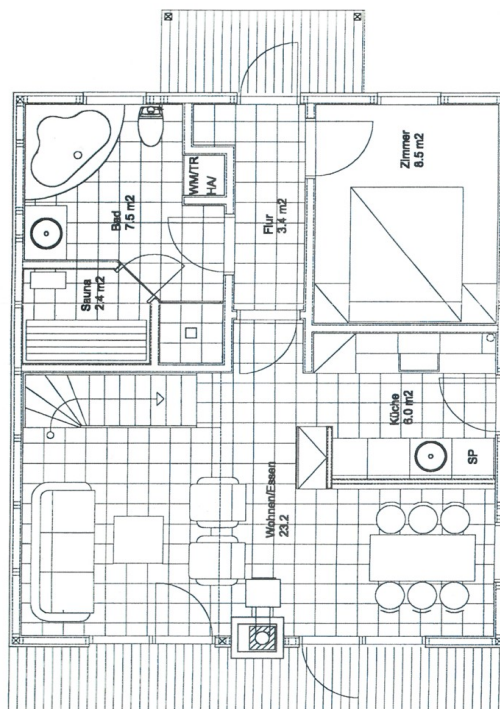 Bad
7.5 m2
WM/TR
HA/
Flur
3.4 m2
Zimmer
8.5 m2
Sauna
2.4 m2
Küche
6.0 m2
SP
Wohnen/Essen
23.2